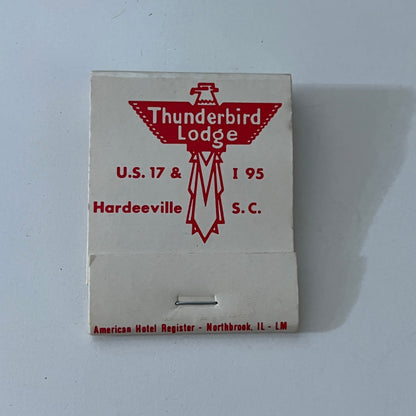 Thunderbird
Lodge
U.S. 17 & I 95
Hardeeville S.C.
American Hotel Register - Northbrook, IL - LM